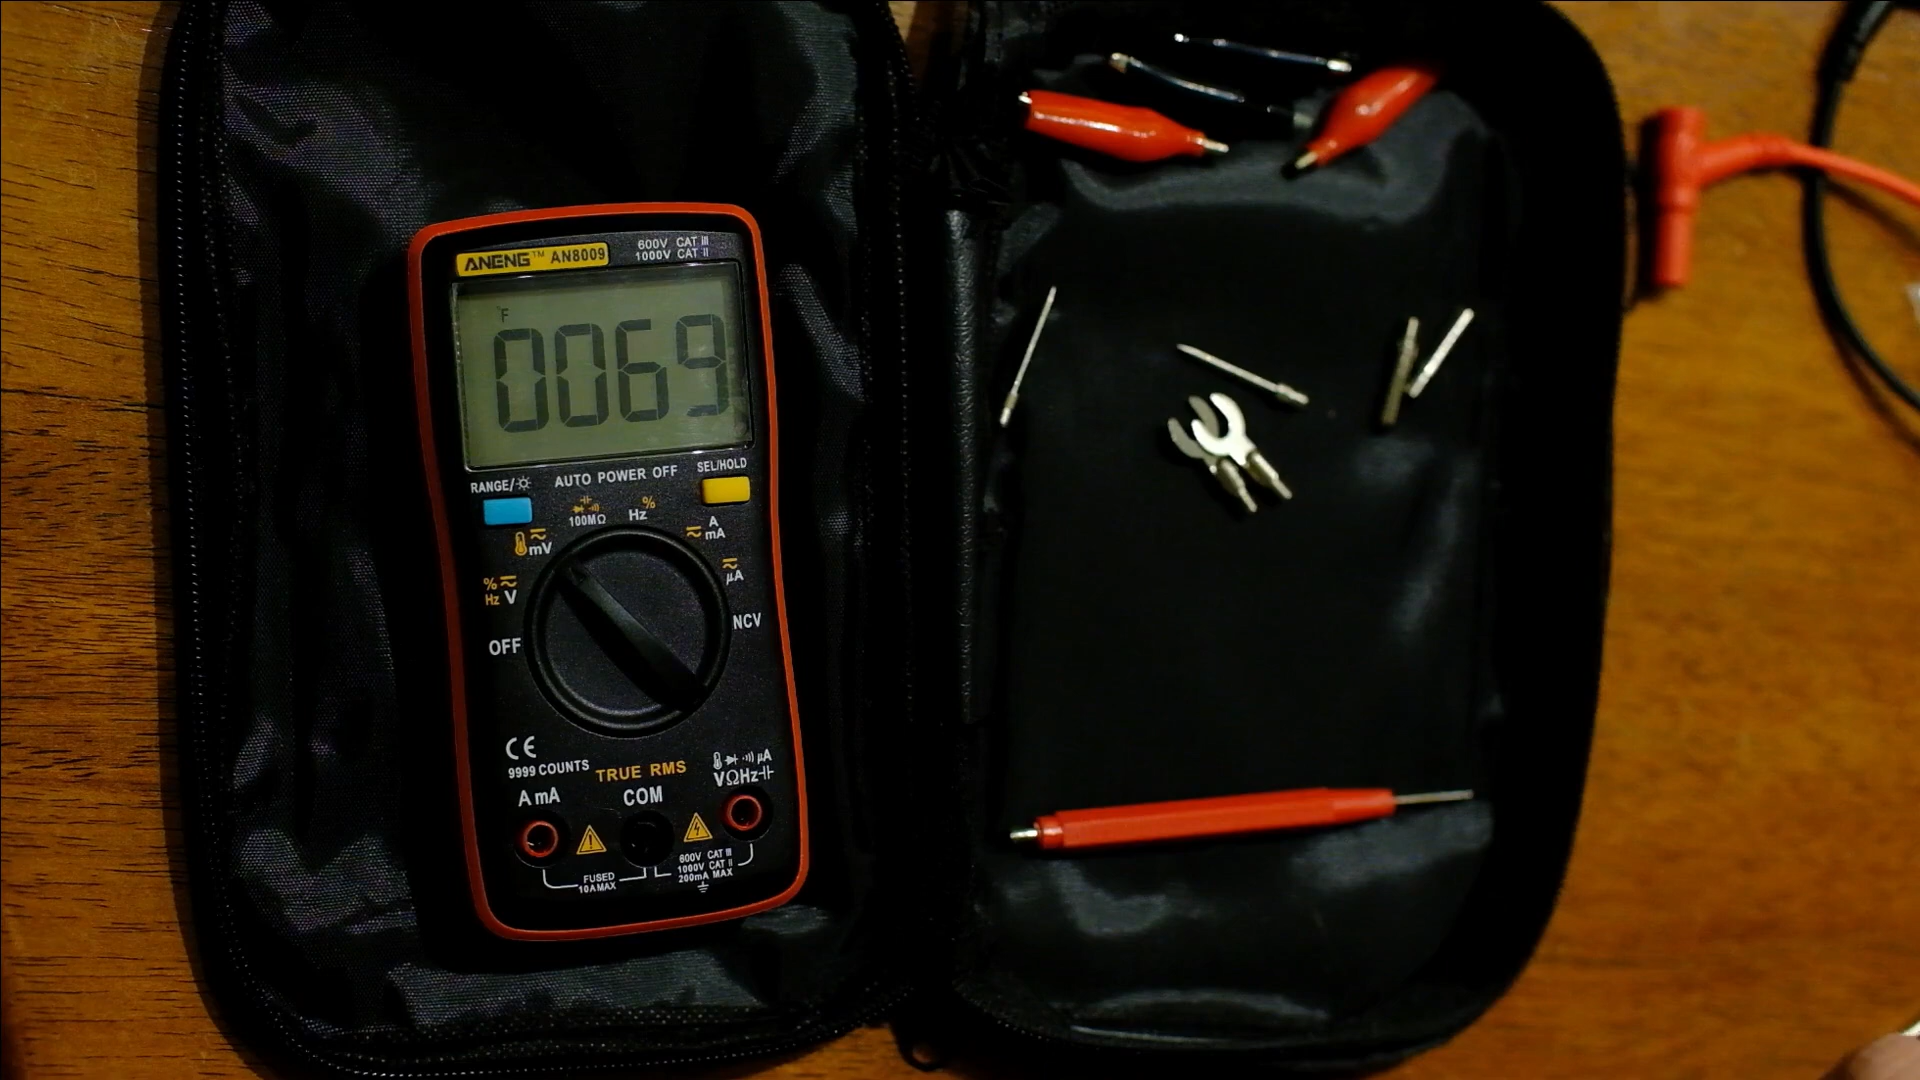 ANENG™ AN8009
600V CAT III
1000V CAT II
°F
0069
RANGE/
AUTO POWER OFF
SEL/HOLD
100MΩ
Hz %
A
mA
mV
µA
% Hz V
NCV
OFF
CE
9999 COUNTS
TRUE RMS
µA
VΩHz
A mA
COM
600V CAT III
1000V CAT II
200mA MAX
FUSED
10A MAX